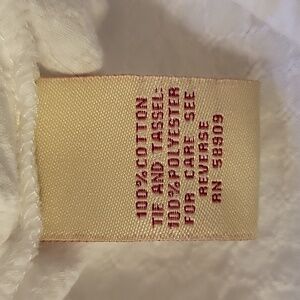 100% COTTON
TIE AND TASSEL:
100% POLYESTER
FOR CARE SEE
REVERSE
RN 58909